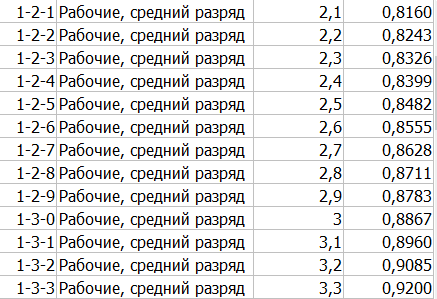 1-2-1 Рабочие, средний разряд 2,1 0,8160
1-2-2 Рабочие, средний разряд 2,2 0,8243
1-2-3 Рабочие, средний разряд 2,3 0,8326
1-2-4 Рабочие, средний разряд 2,4 0,8399
1-2-5 Рабочие, средний разряд 2,5 0,8482
1-2-6 Рабочие, средний разряд 2,6 0,8555
1-2-7 Рабочие, средний разряд 2,7 0,8628
1-2-8 Рабочие, средний разряд 2,8 0,8711
1-2-9 Рабочие, средний разряд 2,9 0,8783
1-3-0 Рабочие, средний разряд 3 0,8867
1-3-1 Рабочие, средний разряд 3,1 0,8960
1-3-2 Рабочие, средний разряд 3,2 0,9085
1-3-3 Рабочие, средний разряд 3,3 0,9200